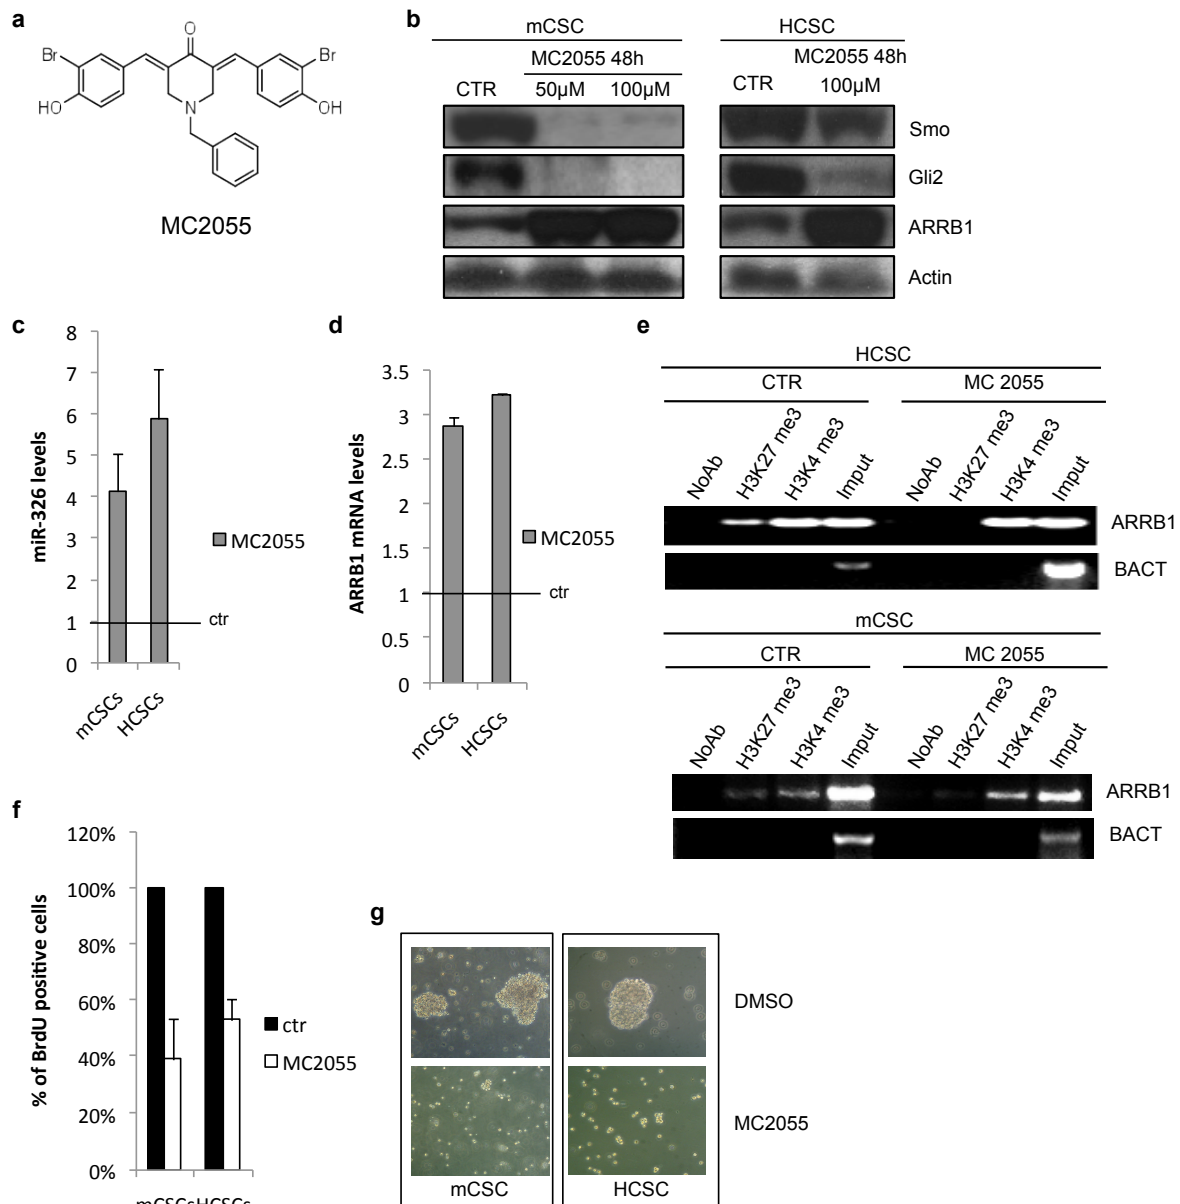 a
O
Br
Br
HO
OH
N
MC2055
b
mCSC
HCSC
MC2055 48h
MC2055 48h
CTR
50µM
100µM
CTR
100µM
Smo
Gli2
ARRB1
Actin
c
8
7
6
5
4
3
2
1
0
miR-326 levels
MC2055
ctr
mCSCs
HCSCs
d
3.5
3
2.5
2
1.5
1
0.5
0
ARRB1 mRNA levels
MC2055
ctr
mCSCs
HCSCs
e
HCSC
CTR
MC 2055
NoAb
H3K27 me3
H3K4 me3
Imput
NoAb
H3K27 me3
H3K4 me3
Imput
ARRB1
BACT
mCSC
CTR
MC 2055
NoAb
H3K27 me3
H3K4 me3
Imput
NoAb
H3K27 me3
H3K4 me3
Imput
ARRB1
BACT
f
120%
100%
80%
60%
40%
20%
0%
% of BrdU positive cells
ctr
MC2055
mCSCsHCSCs
g
DMSO
MC2055
mCSC
HCSC